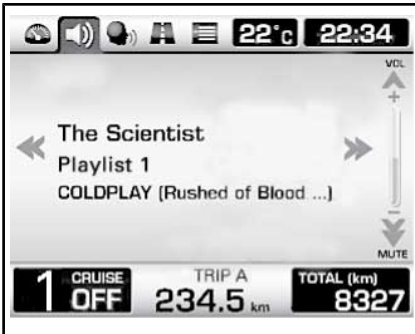 22°c 22:34
VOL
+
The Scientist
Playlist 1
COLDPLAY (Rushed of Blood ...)
−
MUTE
1 CRUISE OFF
TRIP A
234.5 km
TOTAL (km)
8327